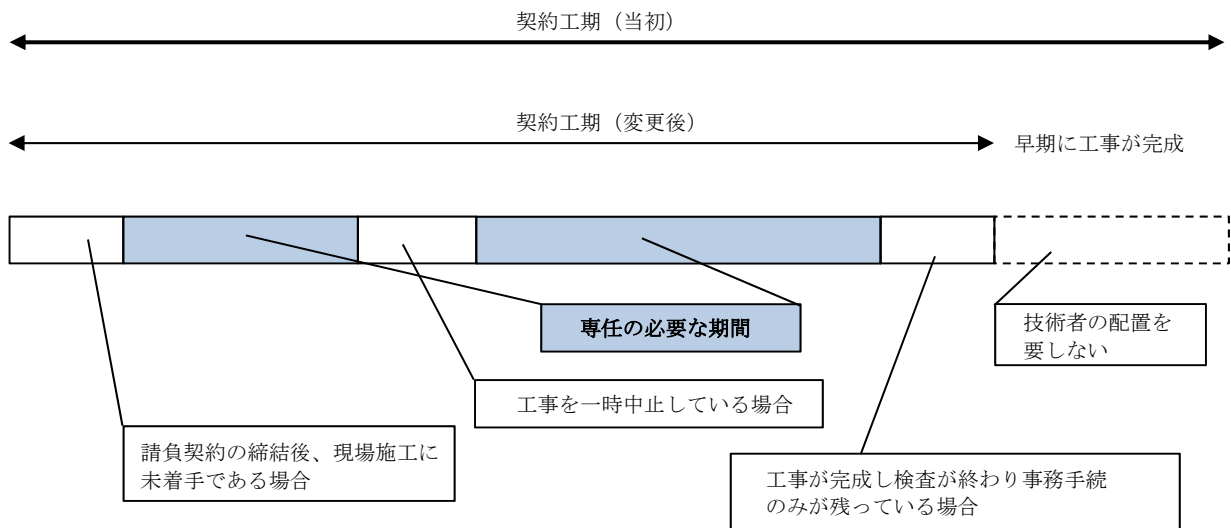 契約工期（当初）
契約工期（変更後）
早期に工事が完成
専任の必要な期間
技術者の配置を
要しない
工事を一時中止している場合
請負契約の締結後、現場施工に
未着手である場合
工事が完成し検査が終わり事務手続
のみが残っている場合